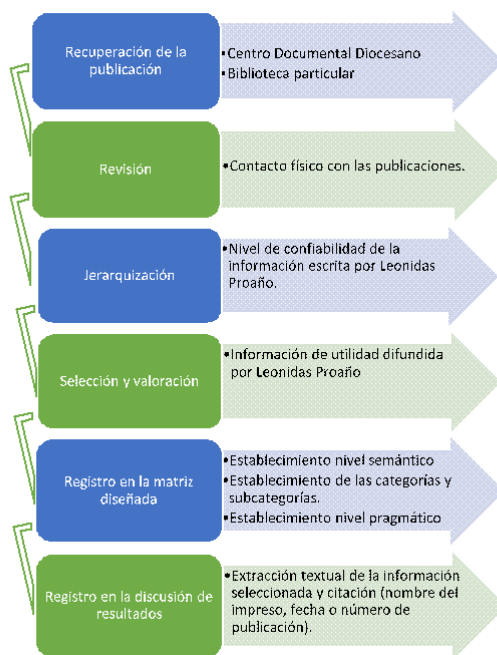 Recuperación de la
publicación
•Centro Documental Diocesano
•Biblioteca particular
Revisión
•Contacto físico con las publicaciones.
Jerarquización
•Nivel de confiabilidad de la
información escrita por Leonidas
Proaño.
Selección y valoración
•Información de utilidad difundida
por Leonidas Proaño
Registro en la matriz
diseñada
•Establecimiento nivel semántico
•Establecimiento de las categorías y
subcategorías.
•Establecimiento nivel pragmático
Registro en la discusión de
resultados
•Extracción textual de la información
seleccionada y citación (nombre del
impreso, fecha o número de
publicación).